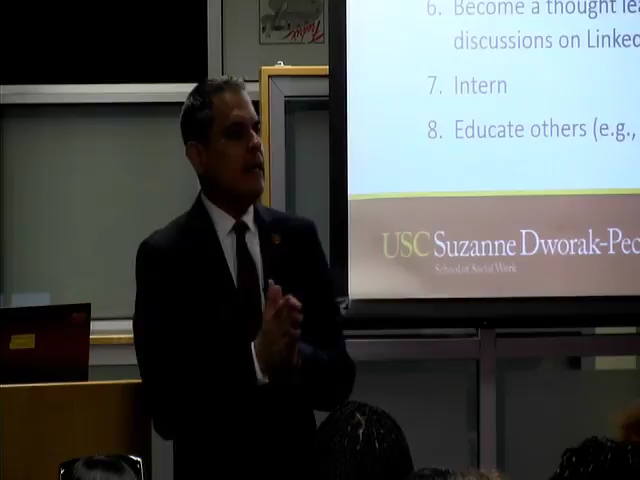 6. Become a thought lea
discussions on Linked
7. Intern
8. Educate others (e.g.,
USC Suzanne Dworak-Pec
School of Social Work